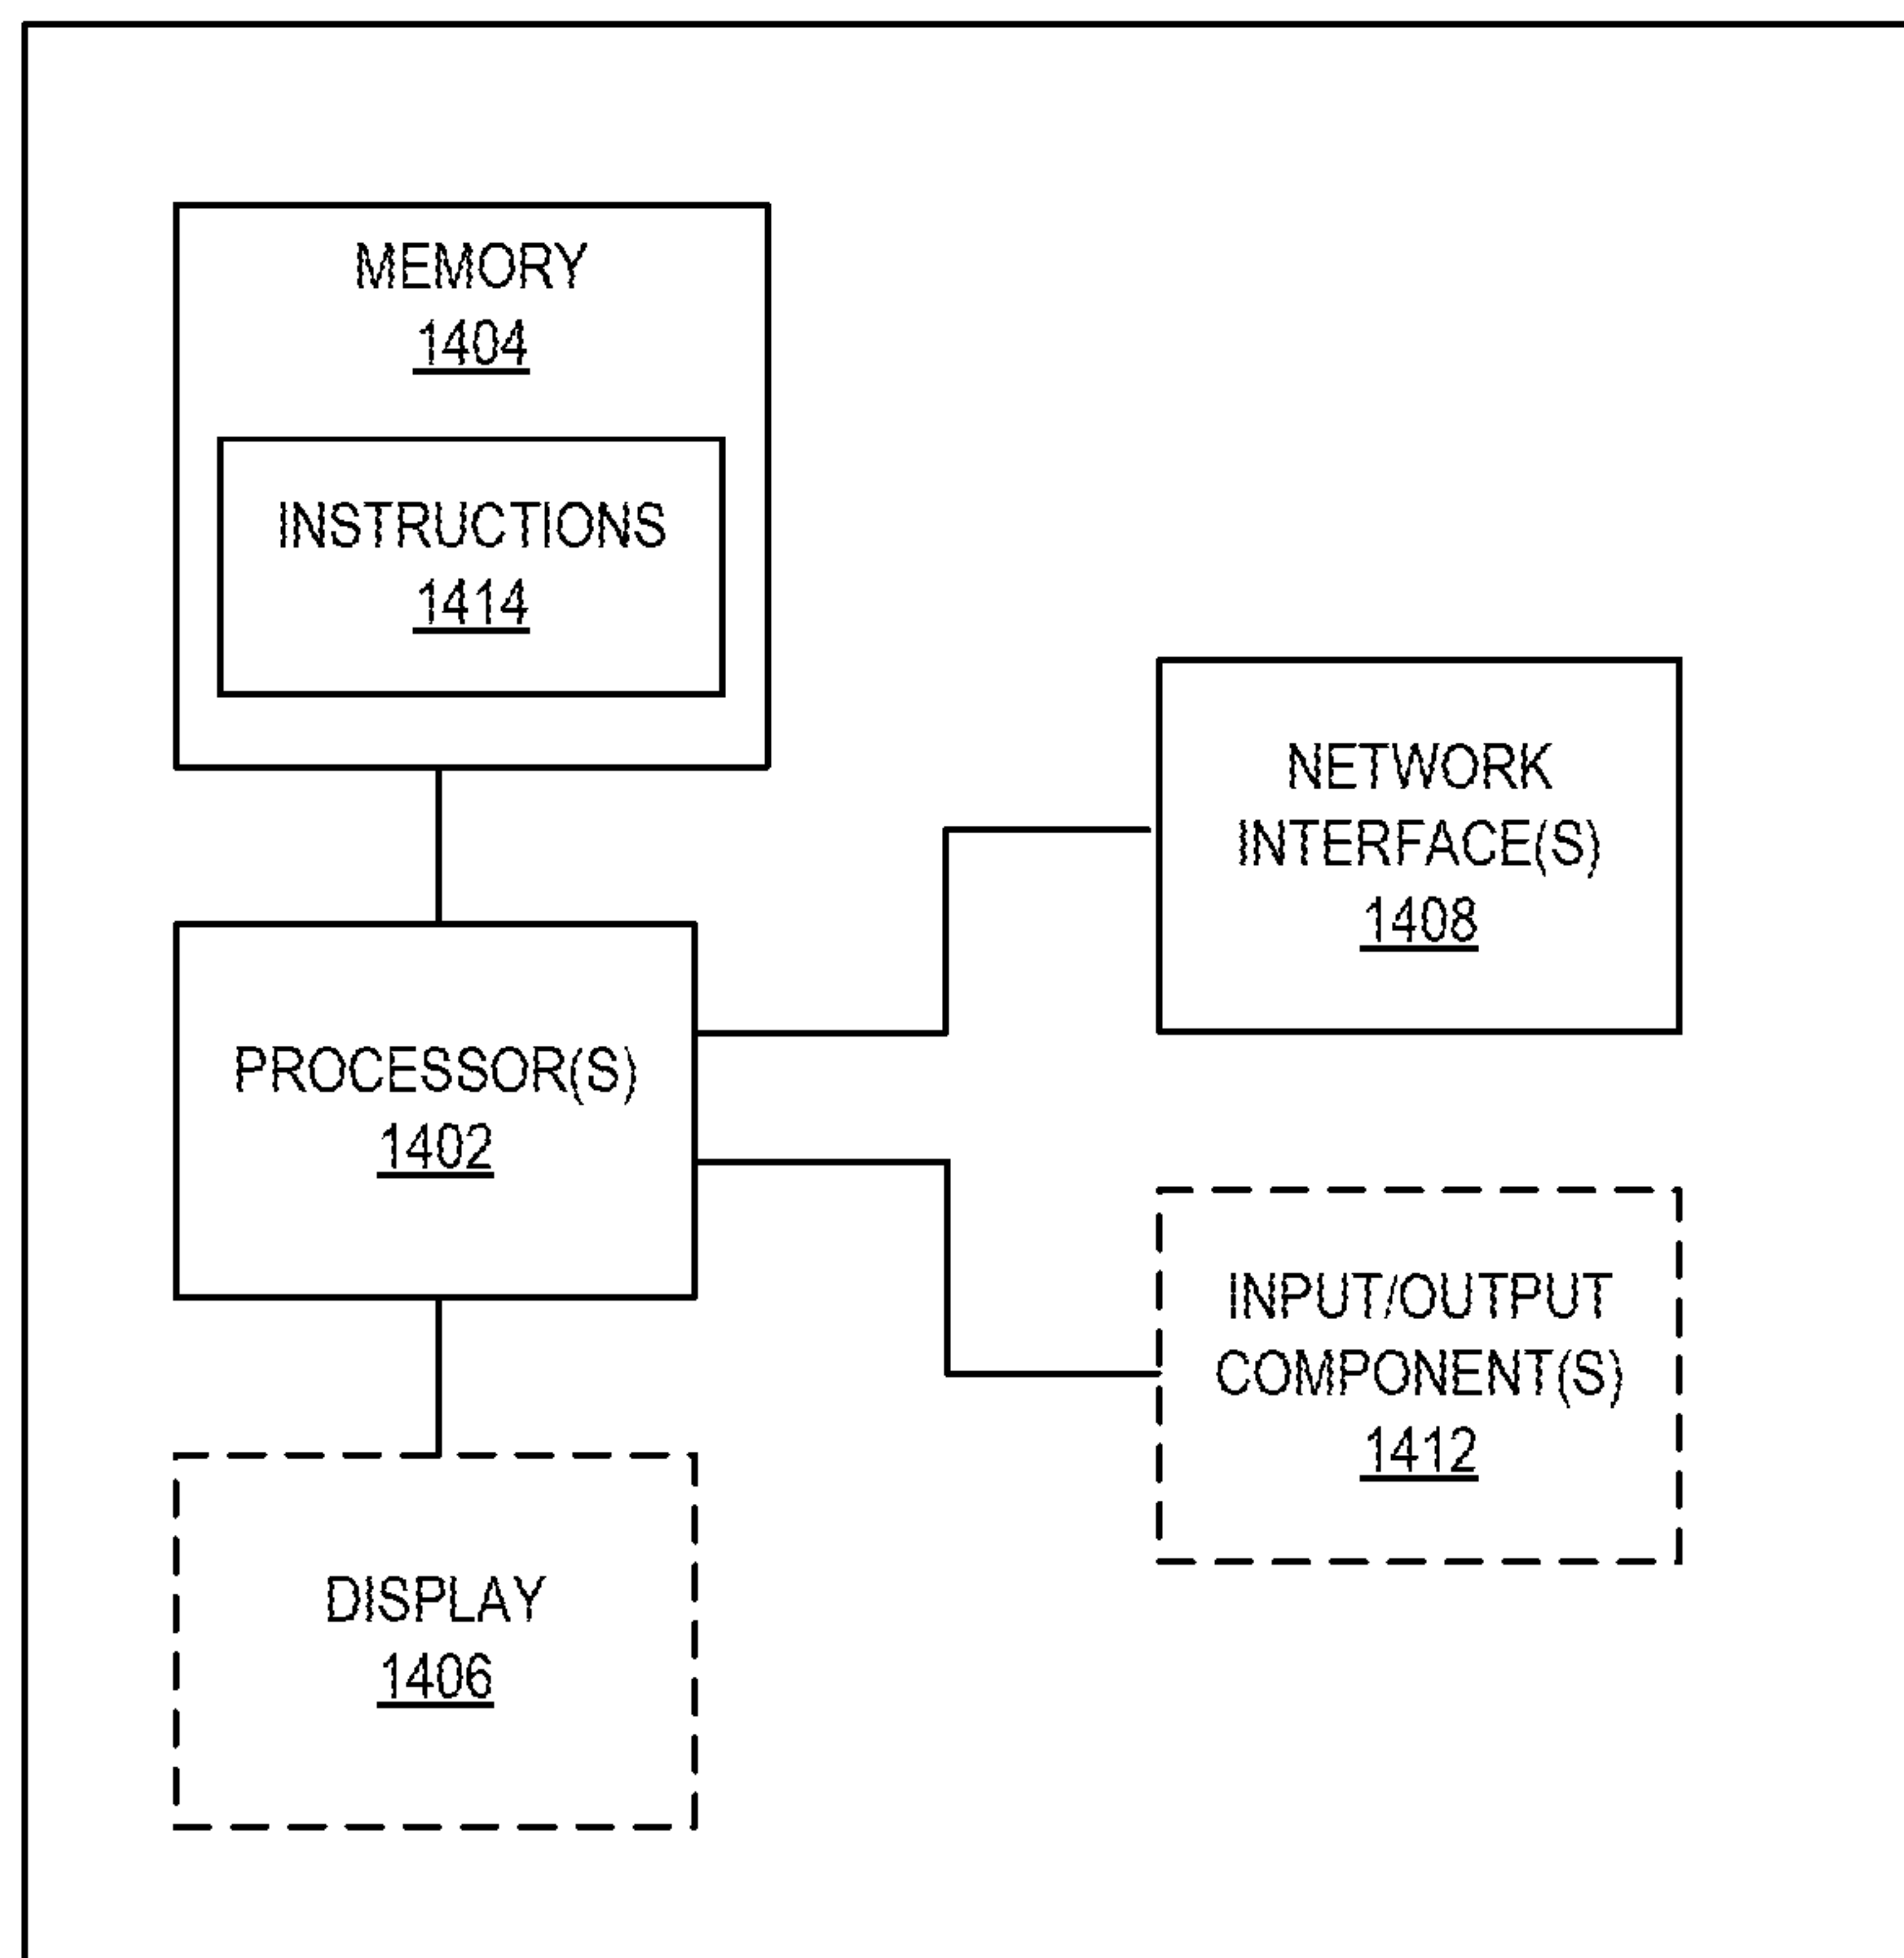 MEMORY
1404
INSTRUCTIONS
1414
NETWORK
INTERFACE(S)
1408
PROCESSOR(S)
1402
INPUT/OUTPUT
COMPONENT(S)
1412
DISPLAY
1406